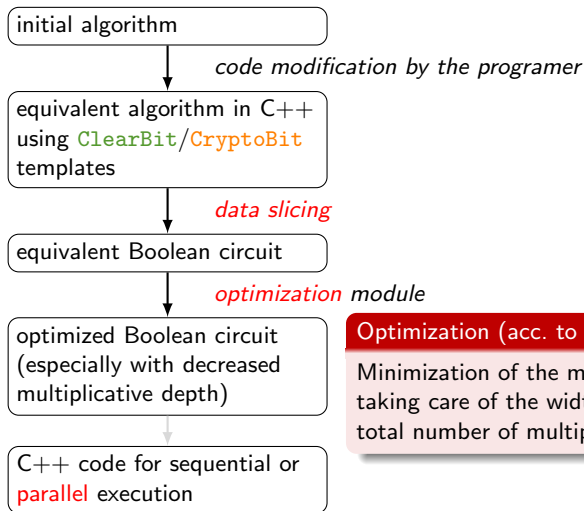 initial algorithm
code modification by the programer
equivalent algorithm in C++
using ClearBit/CryptoBit
templates
data slicing
equivalent Boolean circuit
optimization module
optimized Boolean circuit
(especially with decreased
multiplicative depth)
Optimization (acc. to
Minimization of the
taking care of the
total number of
C++ code for sequential or
parallel execution